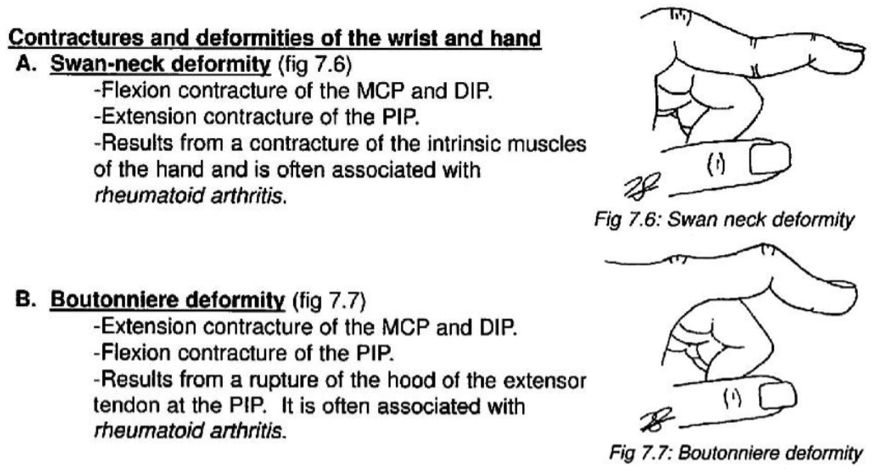 Contractures and deformities of the wrist and hand
A. Swan-neck deformity (fig 7.6)
-Flexion contracture of the MCP and DIP.
-Extension contracture of the PIP.
-Results from a contracture of the intrinsic muscles
of the hand and is often associated with
rheumatoid arthritis.
Fig 7.6: Swan neck deformity
B. Boutonniere deformity (fig 7.7)
-Extension contracture of the MCP and DIP.
-Flexion contracture of the PIP.
-Results from a rupture of the hood of the extensor
tendon at the PIP. It is often associated with
rheumatoid arthritis.
Fig 7.7: Boutonniere deformity